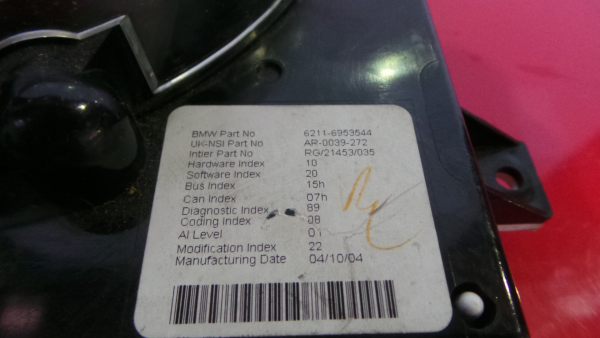 BMW Part No 6211-6953544
UK-NSI Part No AR-0039-272
Intier Part No RG/21453/035
Hardware Index 10
Software Index 20
Bus Index 15h
Can Index 07h
Diagnostic Index 89
Coding Index 08
AI Level 01
Modification Index 22
Manufacturing Date 04/10/04